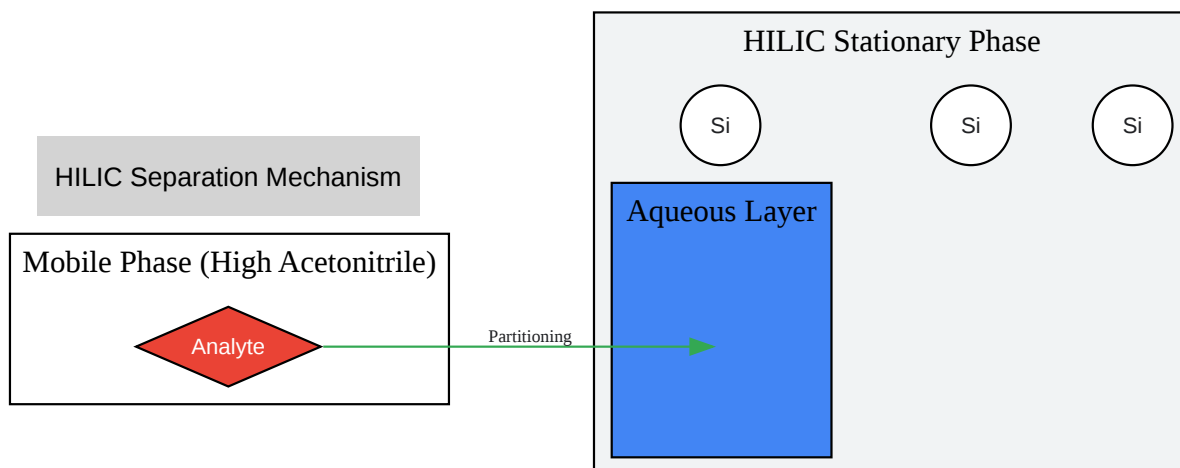 HILIC Stationary Phase
Si
Si
Si
HILIC Separation Mechanism
Aqueous Layer
Mobile Phase (High Acetonitrile)
Partitioning
Analyte